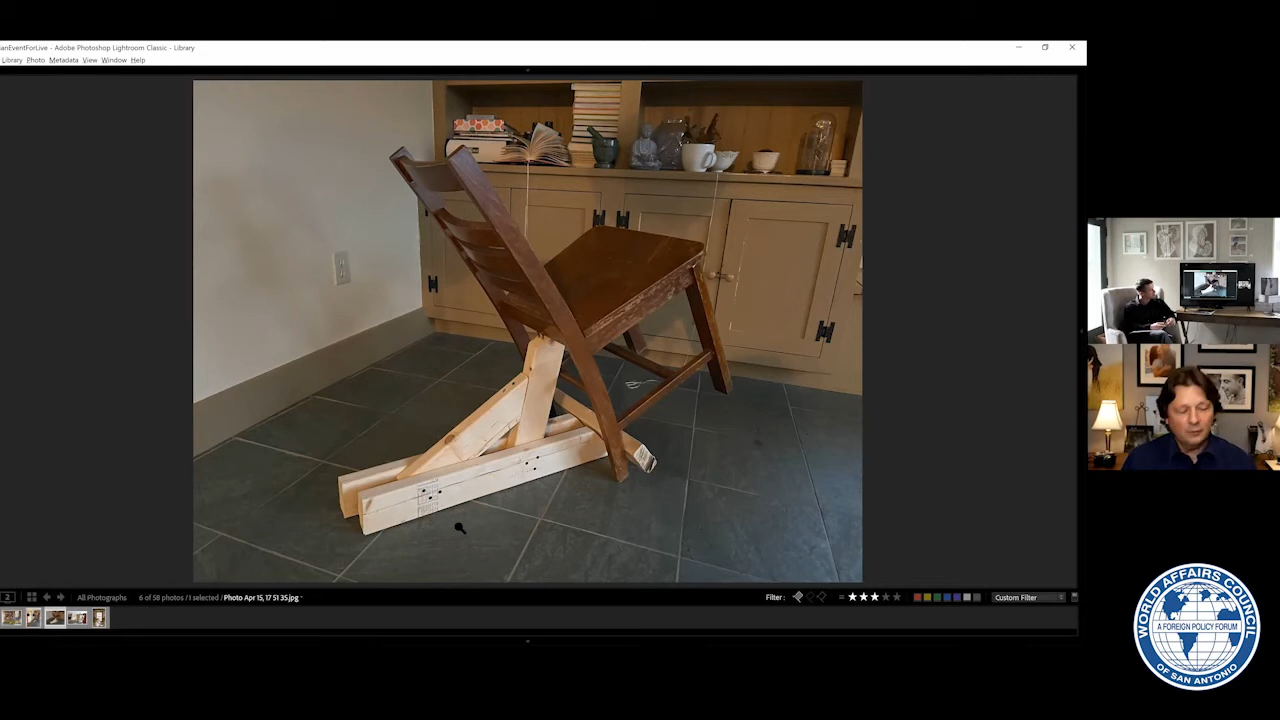 anEventForLive - Adobe Photoshop Lightroom Classic - Library
Library Photo Metadata View Window Help
2 All Photographs 6 of 58 photos / 1 selected / Photo Apr 15, 17 51 35.jpg
Filter : Custom Filter
WORLD AFFAIRS COUNCIL
A FOREIGN POLICY FORUM
OF SAN ANTONIO